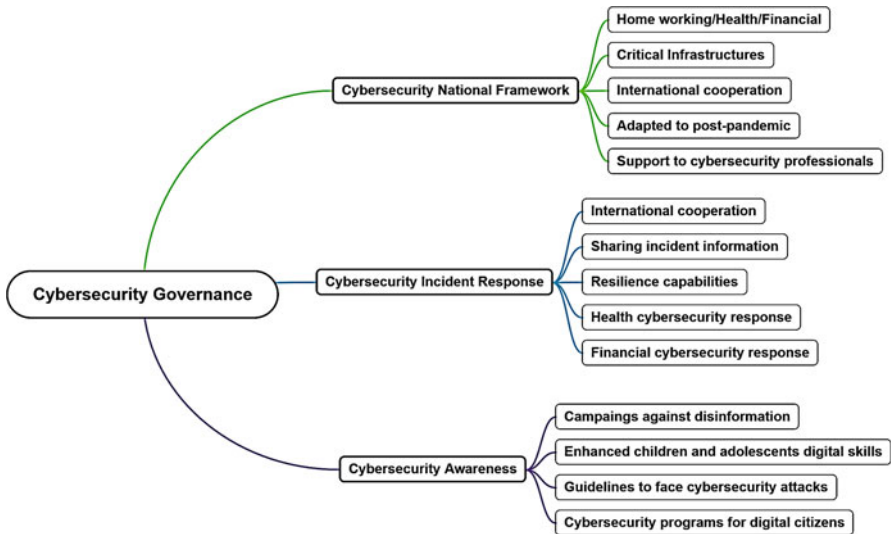 Home working/Health/Financial
Critical Infrastructures
Cybersecurity National Framework
International cooperation
Adapted to post-pandemic
Support to cybersecurity professionals
International cooperation
Sharing incident information
Cybersecurity Governance
Cybersecurity Incident Response
Resilience capabilities
Health cybersecurity response
Financial cybersecurity response
Campaings against disinformation
Enhanced children and adolescents digital skills
Cybersecurity Awareness
Guidelines to face cybersecurity attacks
Cybersecurity programs for digital citizens